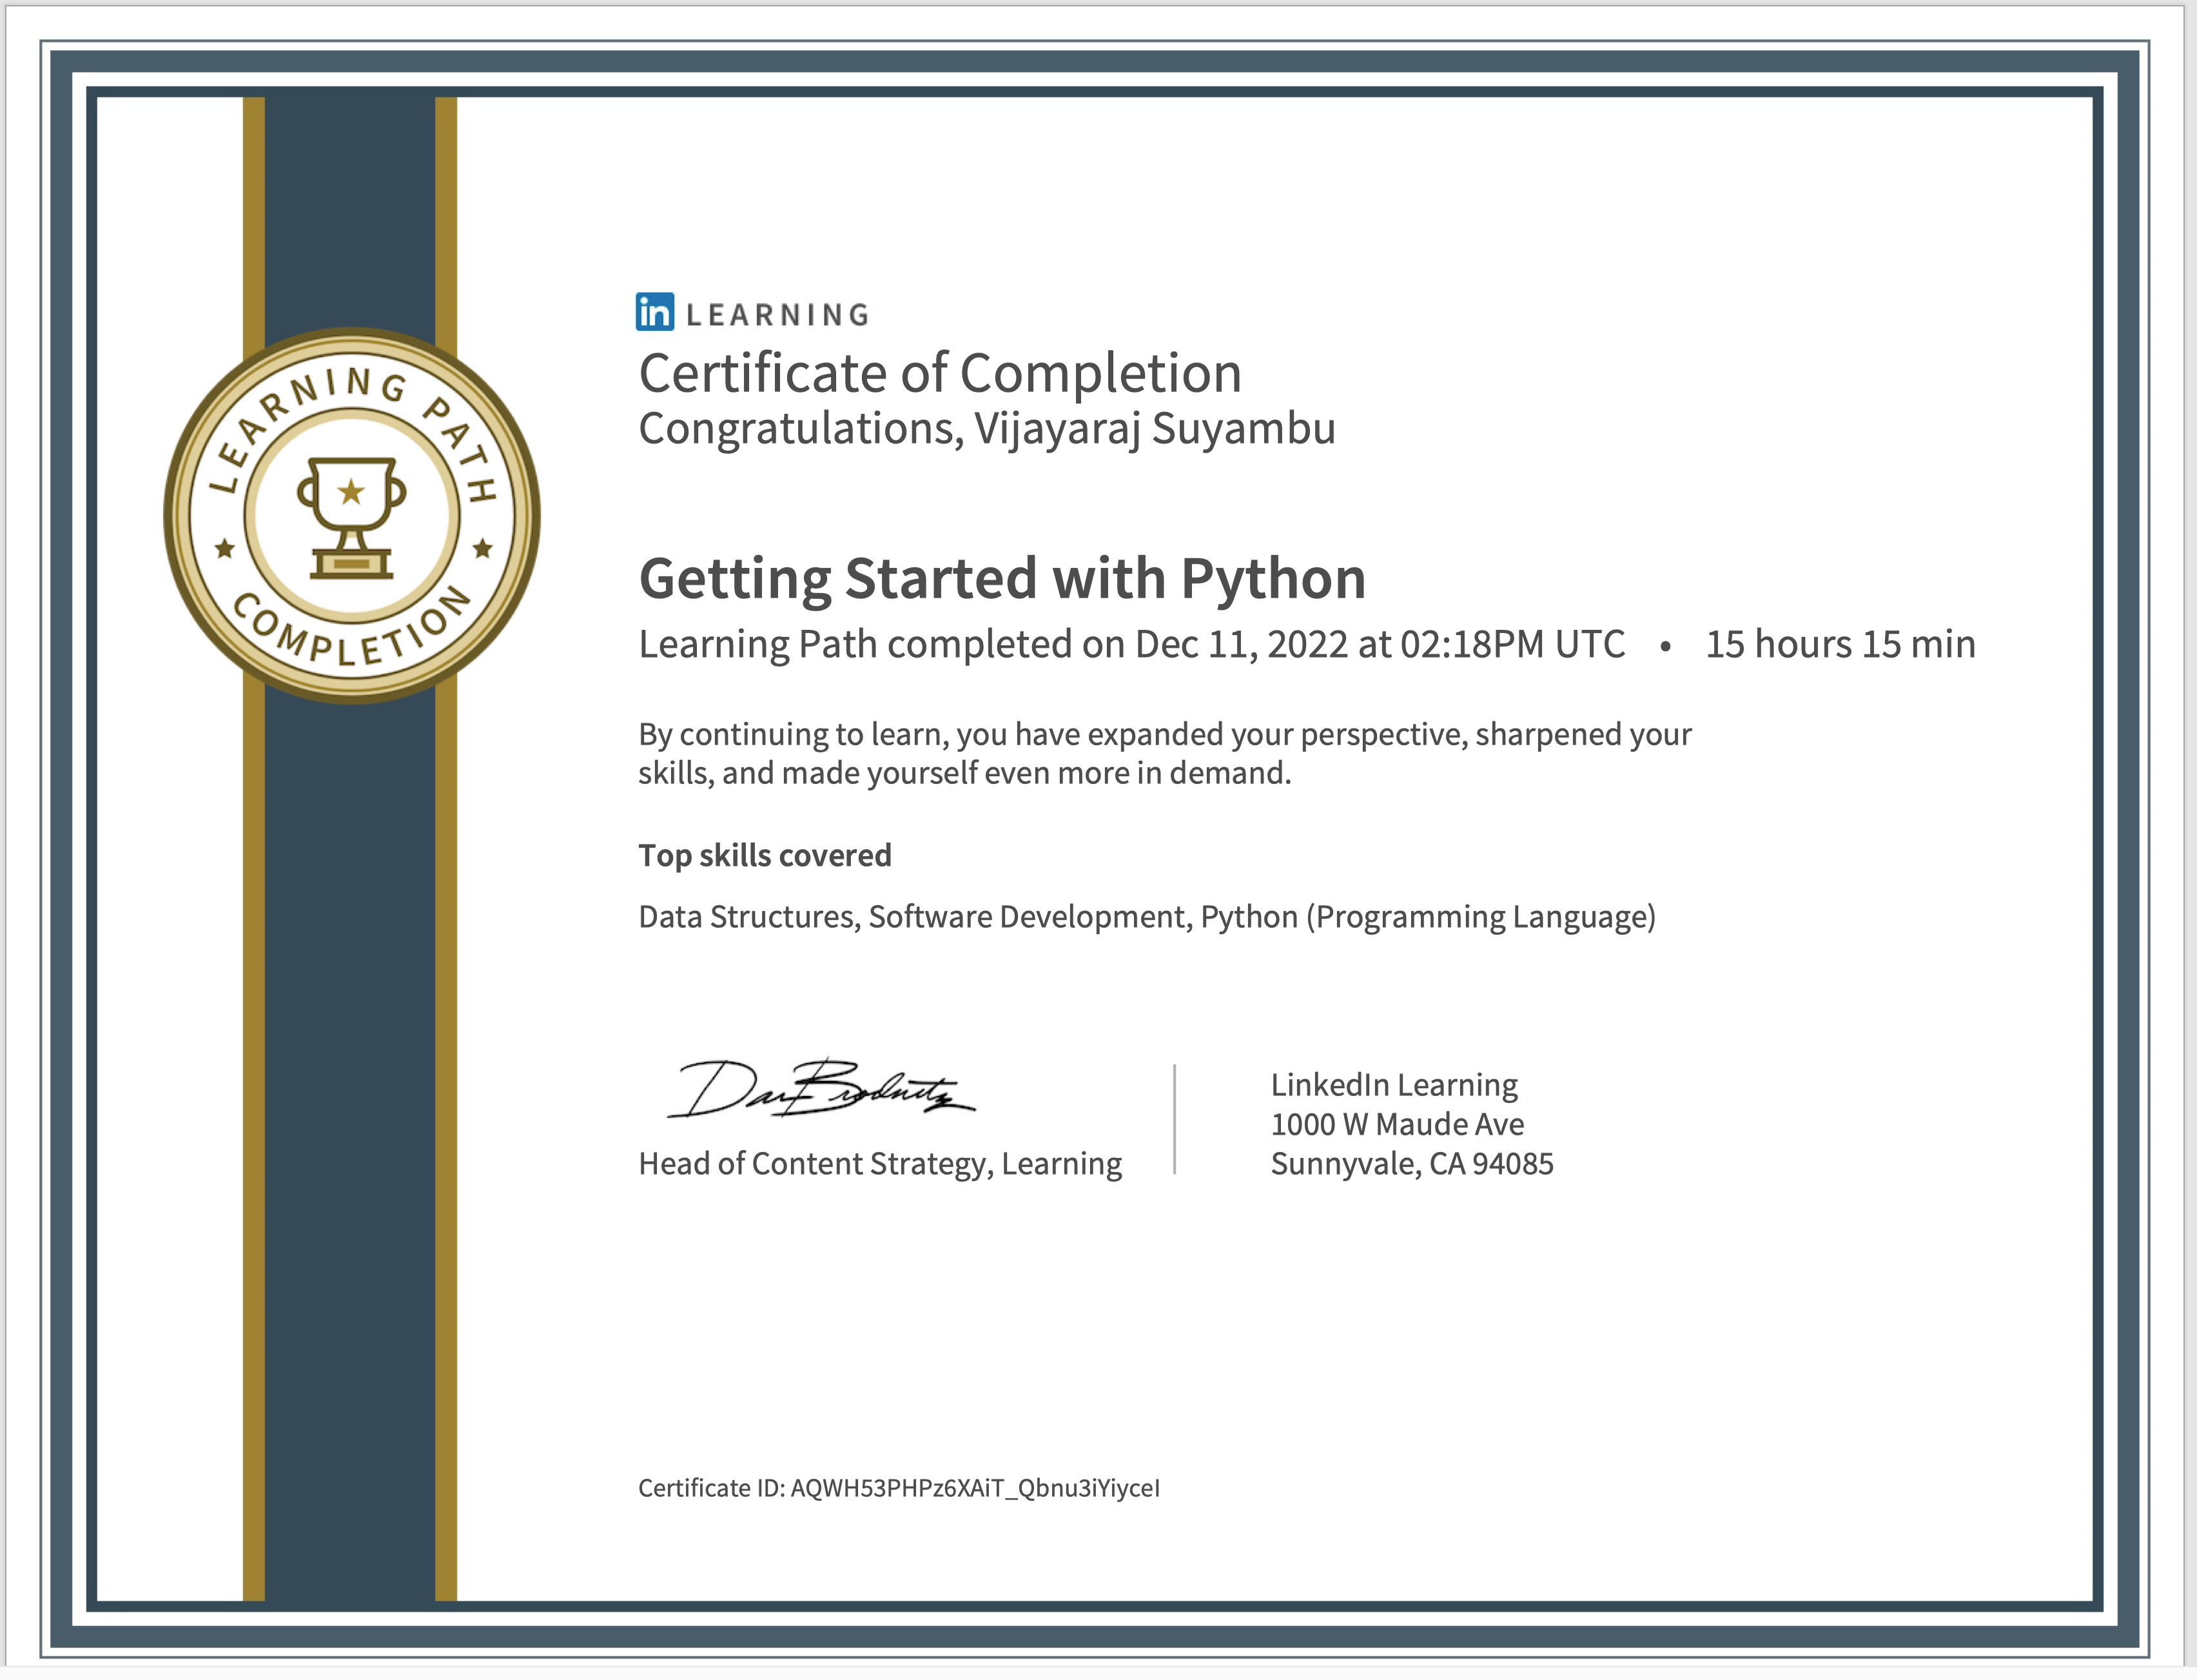 LEARNING PATH
COMPLETION
in LEARNING
Certificate of Completion
Congratulations, Vijayaraj Suyambu
Getting Started with Python
Learning Path completed on Dec 11, 2022 at 02:18PM UTC • 15 hours 15 min
By continuing to learn, you have expanded your perspective, sharpened your
skills, and made yourself even more in demand.
Top skills covered
Data Structures, Software Development, Python (Programming Language)
Dan Brodnitz
Head of Content Strategy, Learning
LinkedIn Learning
1000 W Maude Ave
Sunnyvale, CA 94085
Certificate ID: AQWH53PHPz6XAiT_Qbnu3iYiyceI